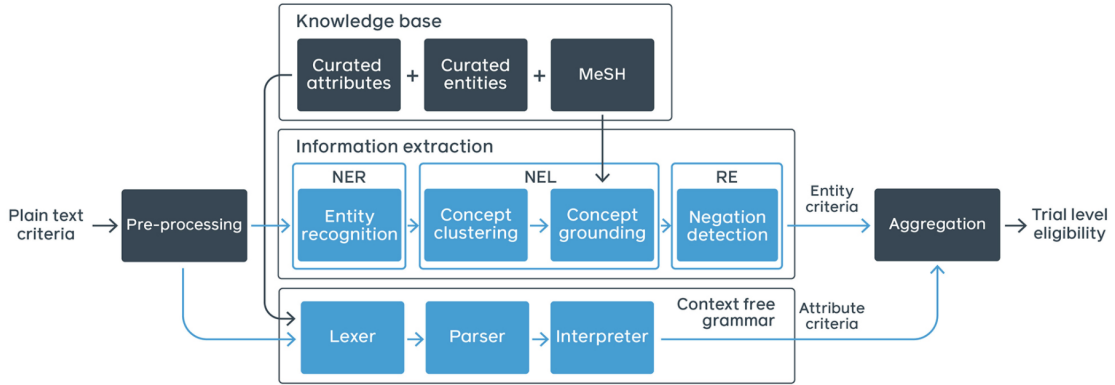 Knowledge base
Curated
attributes
+
Curated
entities
+
MeSH
Information extraction
NER
NEL
RE
Plain text
criteria
Pre-processing
Entity
recognition
Concept
clustering
Concept
grounding
Negation
detection
Entity
criteria
Aggregation
Trial level
eligibility
Lexer
Parser
Interpreter
Context free
grammar
Attribute
criteria